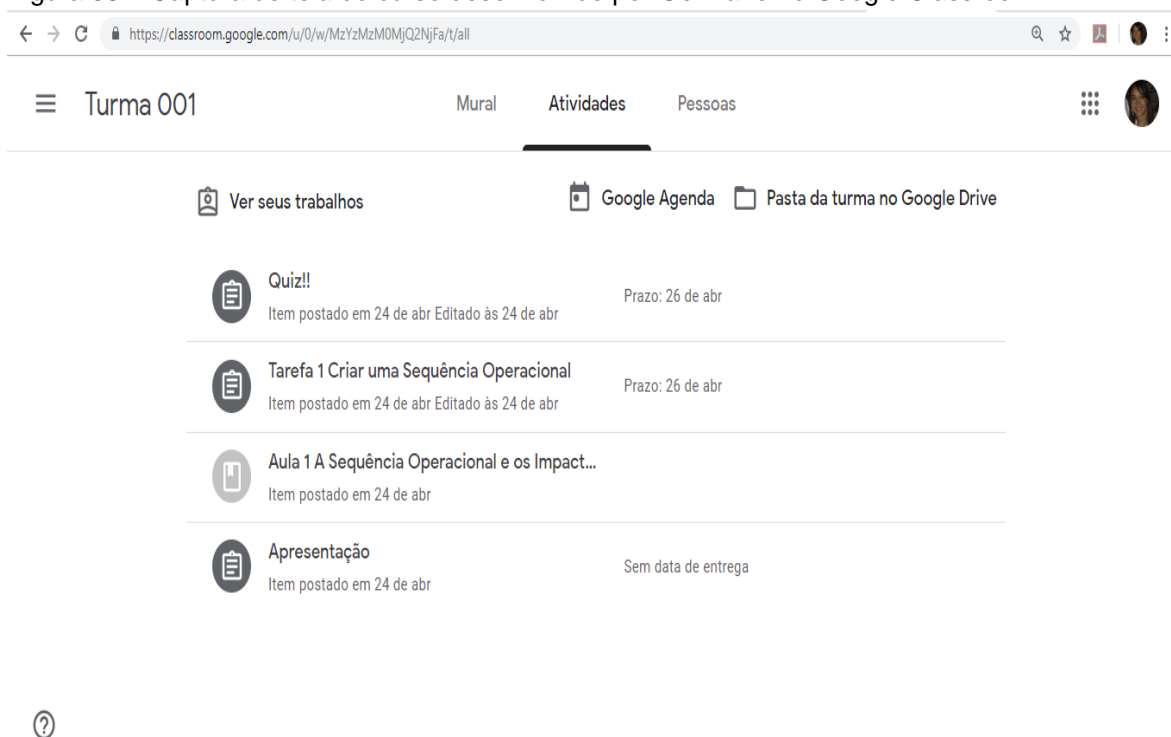 https://classroom.google.com/u/0/w/MzYzMzM0MjQ2NjFa/t/all
Turma 001 Mural Atividades Pessoas
Ver seus trabalhos Google Agenda Pasta da turma no Google Drive
Quiz!!
Item postado em 24 de abr Editado às 24 de abr Prazo: 26 de abr
Tarefa 1 Criar uma Sequência Operacional
Item postado em 24 de abr Editado às 24 de abr Prazo: 26 de abr
Aula 1 A Sequência Operacional e os Impact...
Item postado em 24 de abr
Apresentação
Item postado em 24 de abr Sem data de entrega